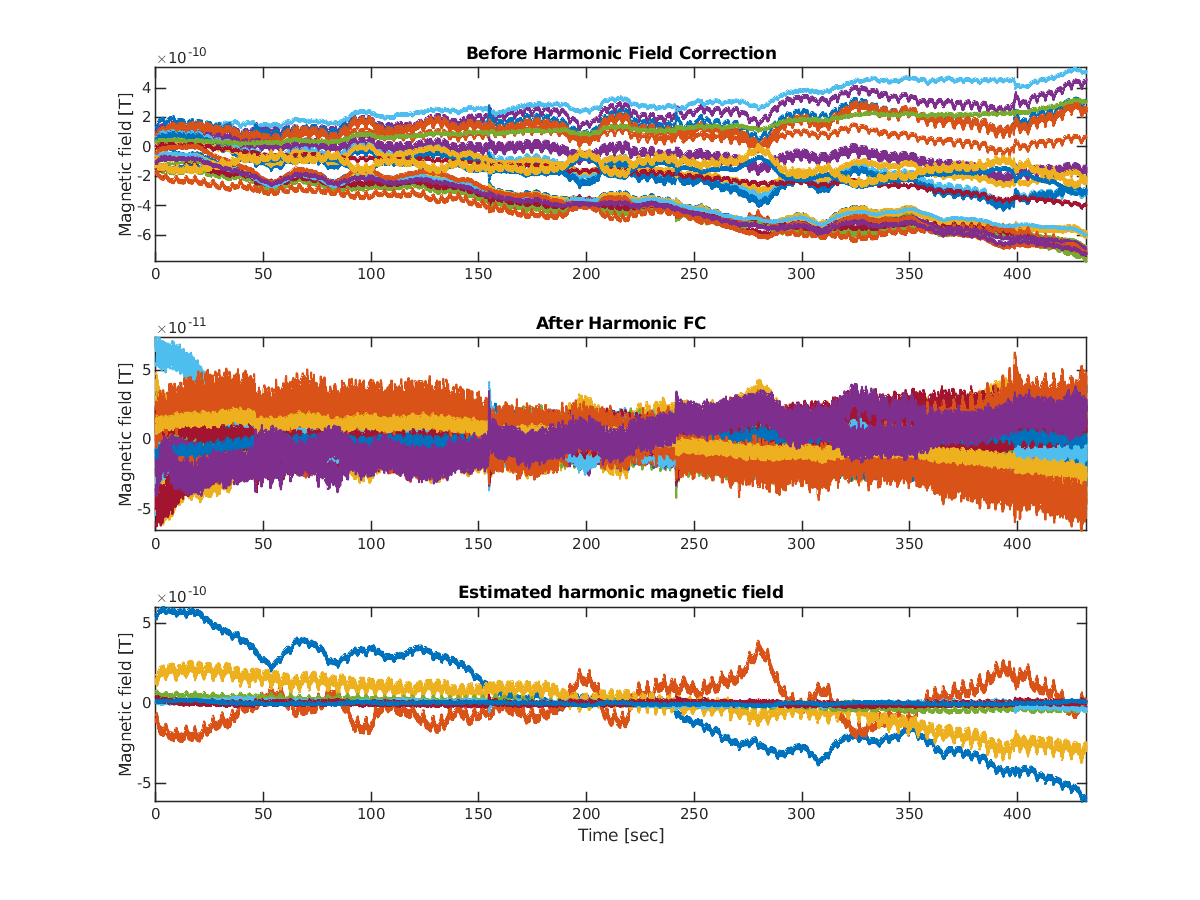 Before Harmonic Field Correction
×10-10
Magnetic field [T]
4
2
0
-2
-4
-6
0 50 100 150 200 250 300 350 400
After Harmonic FC
×10-11
Magnetic field [T]
5
0
-5
0 50 100 150 200 250 300 350 400
Estimated harmonic magnetic field
×10-10
Magnetic field [T]
5
0
-5
0 50 100 150 200 250 300 350 400
Time [sec]